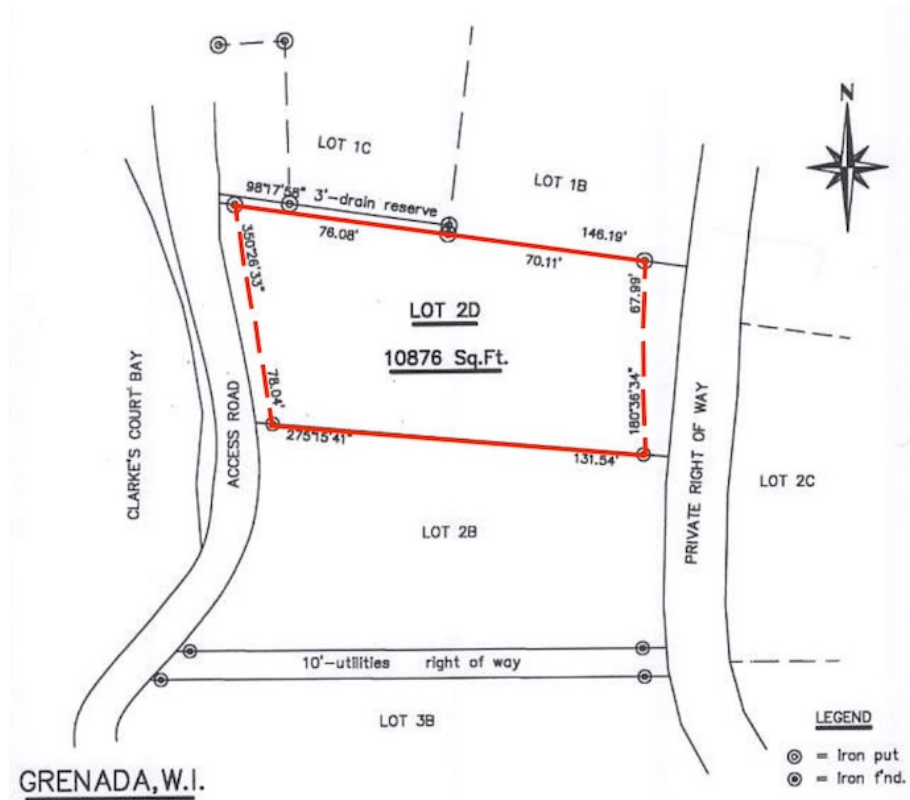 N
LOT 1C
LOT 1B
98°17'58"
3'-drain reserve
76.08'
146.19'
70.11'
350°26'33"
67.99'
LOT 2D
10876 Sq.Ft.
78.04'
180°36'34"
275°15'41"
131.54'
CLARKE'S COURT BAY
ACCESS ROAD
PRIVATE RIGHT OF WAY
LOT 2C
LOT 2B
10'-utilities right of way
LOT 3B
LEGEND
= Iron put
= Iron f'nd.
GRENADA, W.I.